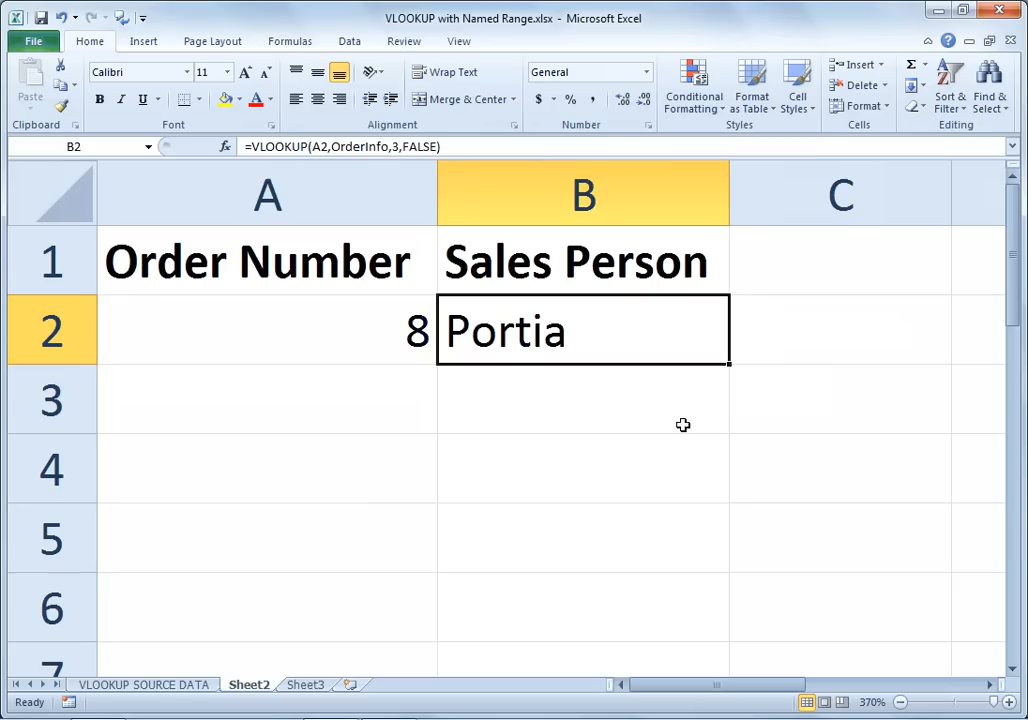 VLOOKUP with Named Range.xlsx - Microsoft Excel
File Home Insert Page Layout Formulas Data Review View
Paste
Clipboard
Calibri 11
B I U A
Font
Wrap Text
Merge & Center
Alignment
General
$ % ,
Number
Conditional Formatting
Format as Table
Cell Styles
Styles
Insert
Delete
Format
Cells
Σ
Sort & Filter
Find & Select
Editing
B2 fx =VLOOKUP(A2,OrderInfo,3,FALSE)
A B C
1 Order Number Sales Person
2 8 Portia
3
4
5
6
7
VLOOKUP SOURCE DATA Sheet2 Sheet3
Ready 370%